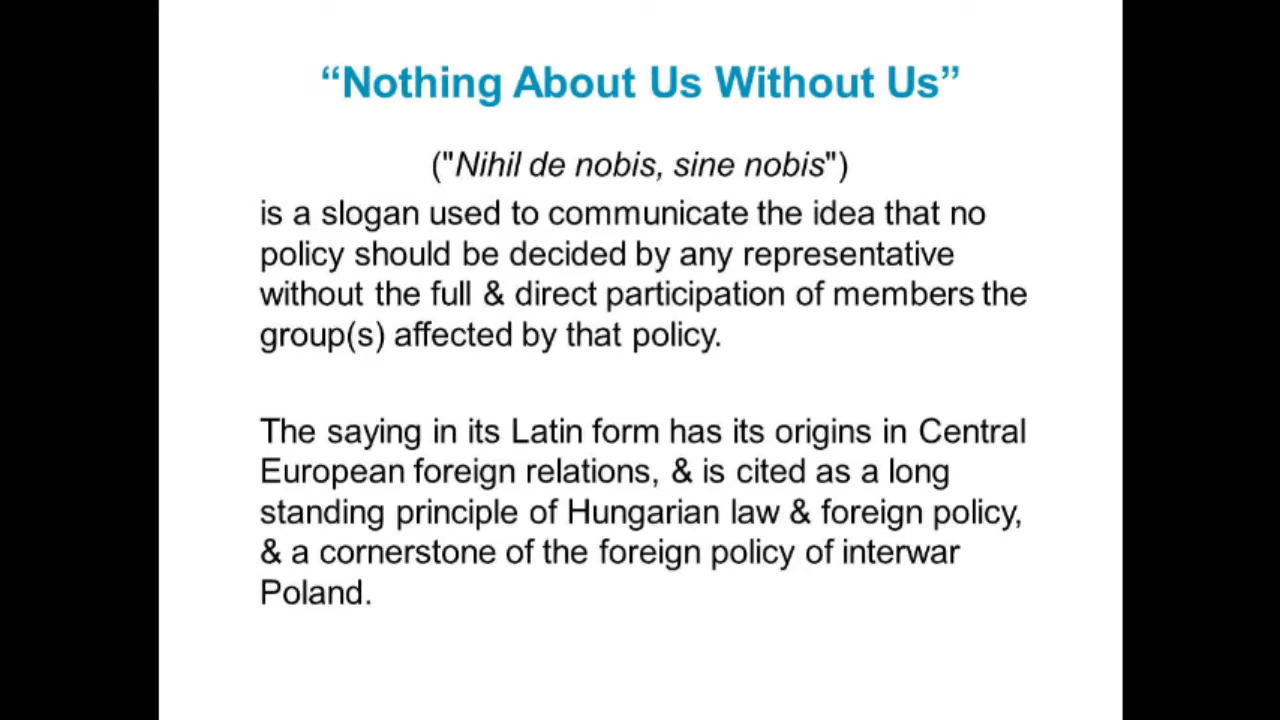 “Nothing About Us Without Us”
("Nihil de nobis, sine nobis")
is a slogan used to communicate the idea that no
policy should be decided by any representative
without the full & direct participation of members the
group(s) affected by that policy.
The saying in its Latin form has its origins in Central
European foreign relations, & is cited as a long
standing principle of Hungarian law & foreign policy,
& a cornerstone of the foreign policy of interwar
Poland.